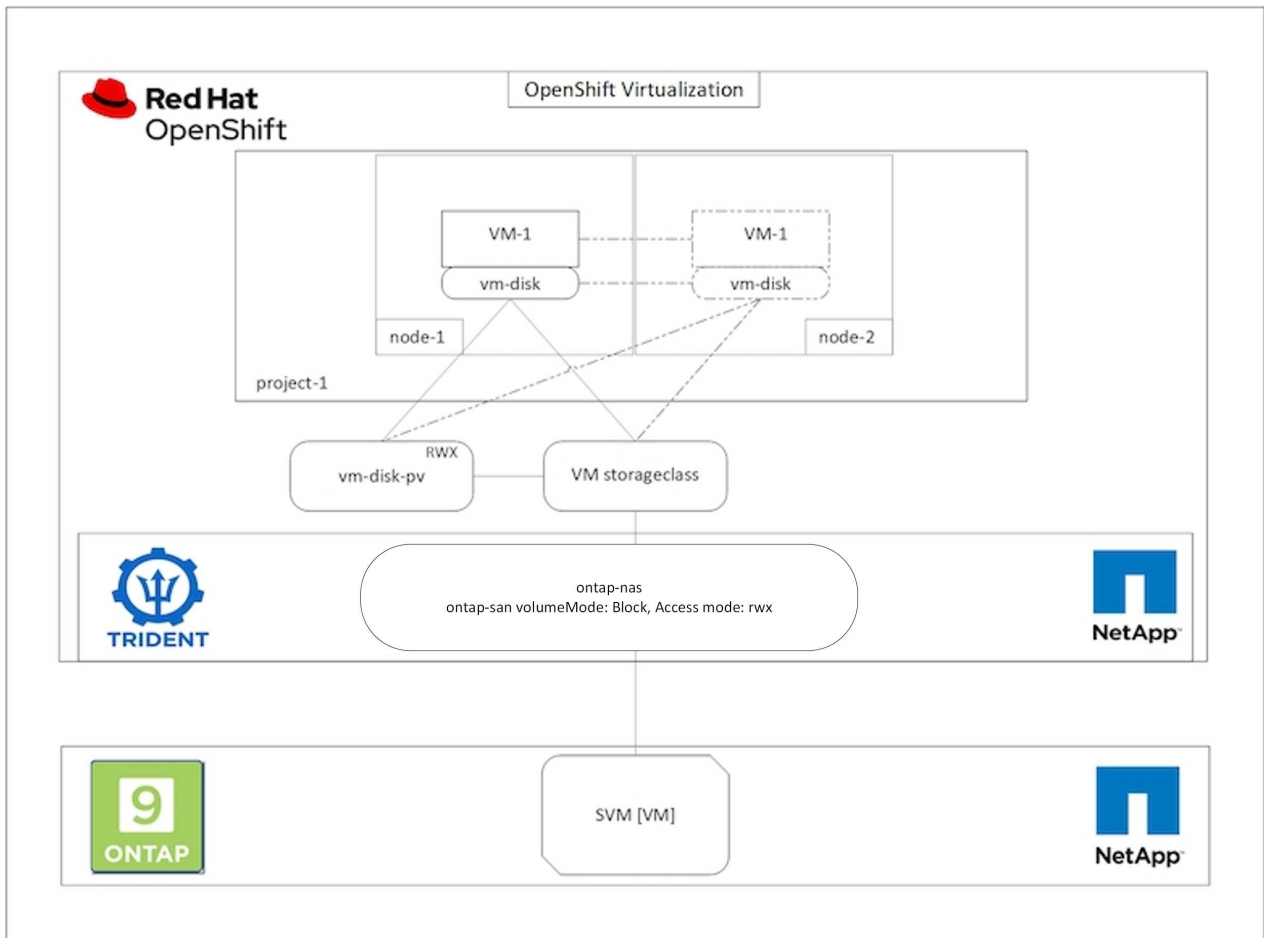 Red Hat
OpenShift
OpenShift Virtualization
VM-1
VM-1
vm-disk
vm-disk
node-1
node-2
project-1
RWX
vm-disk-pv
VM storageclass
TRIDENT
ontap-nas
ontap-san volumeMode: Block, Access mode: rwx
NetApp™
9
ONTAP
SVM [VM]
NetApp™